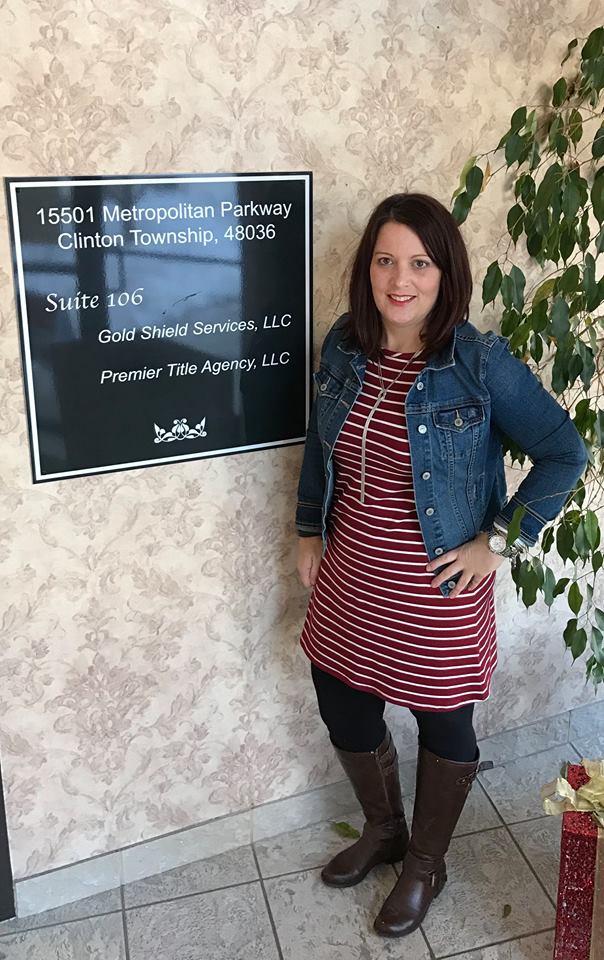 15501 Metropolitan Parkway
Clinton Township, 48036
Suite 106
Gold Shield Services, LLC
Premier Title Agency, LLC